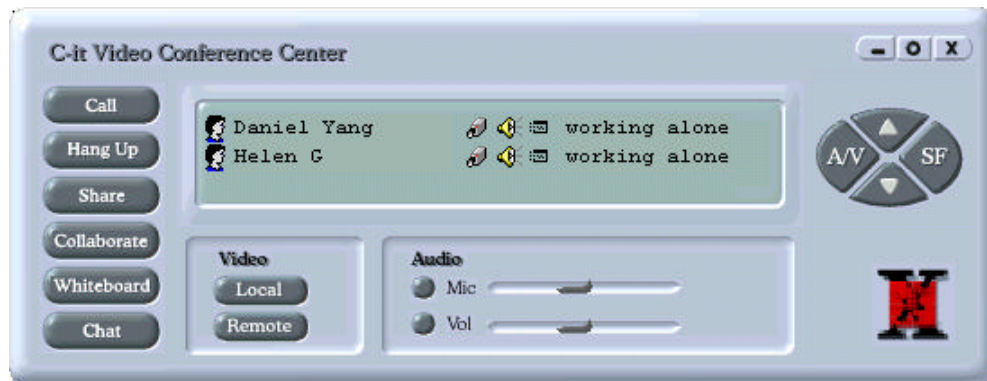 C-it Video Conference Center
Call
Hang Up
Share
Collaborate
Whiteboard
Chat
Daniel Yang working alone
Helen G working alone
A/V SF
Video
Local
Remote
Audio
Mic
Vol